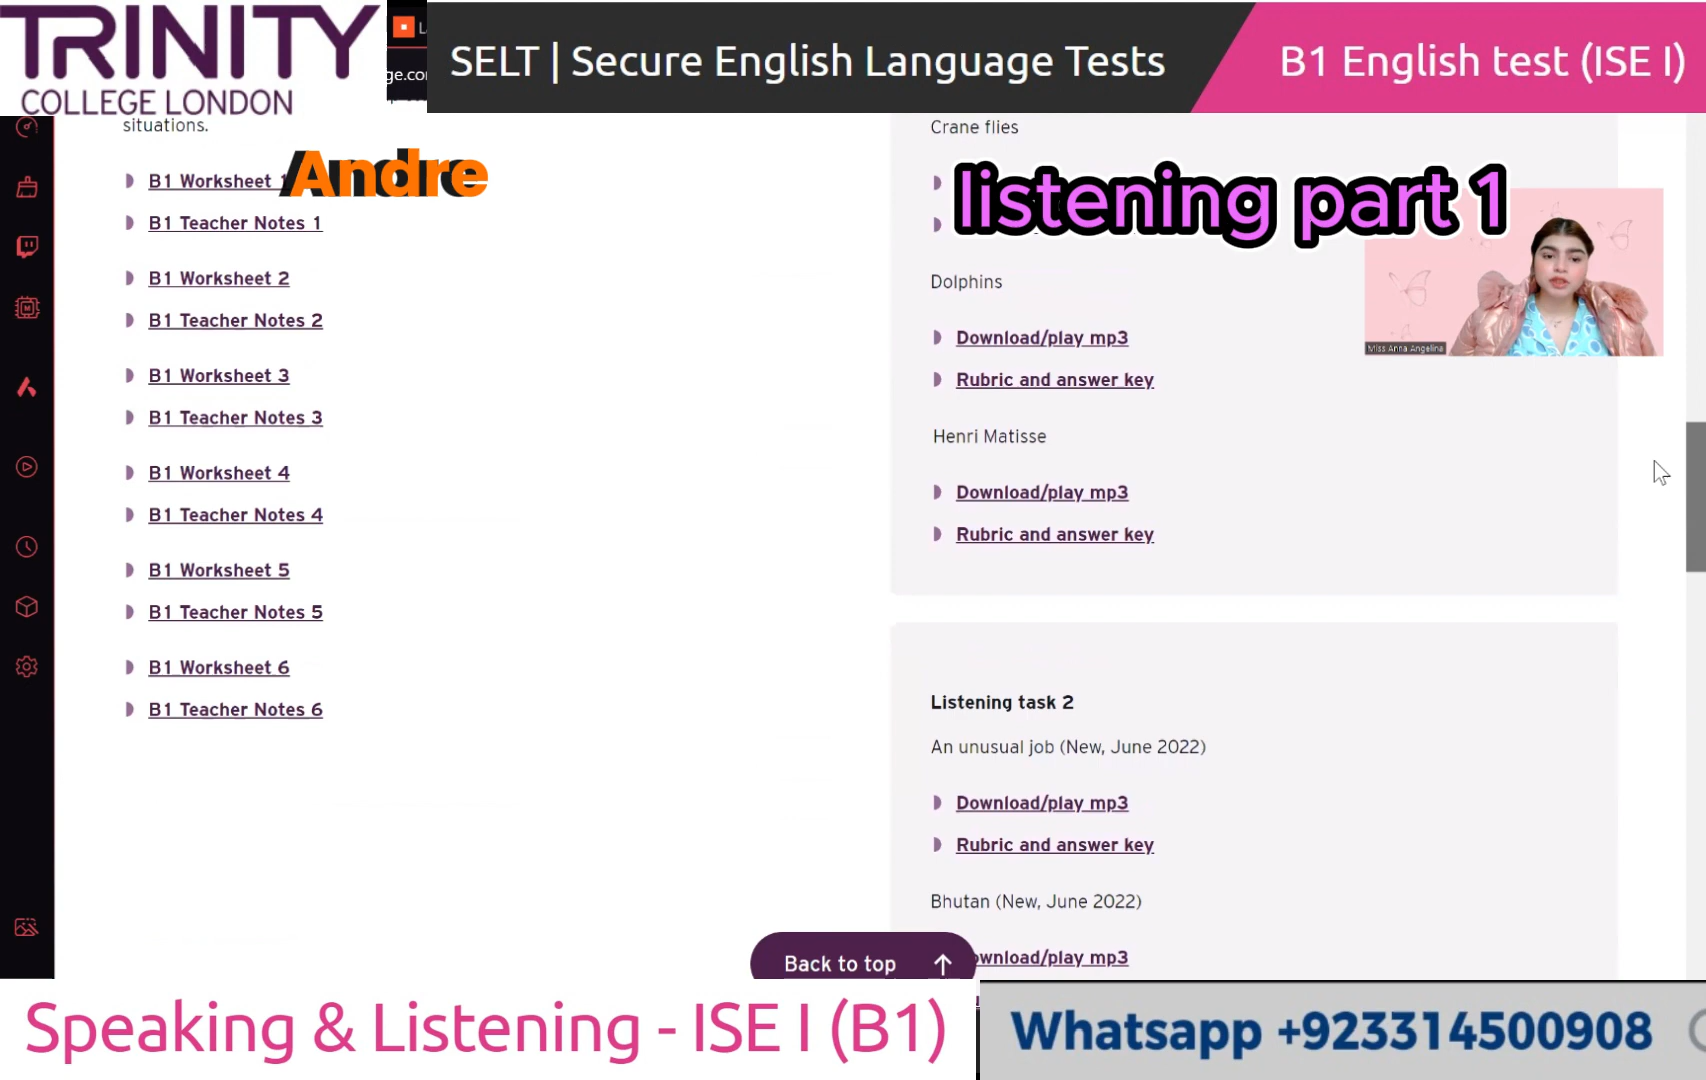 TRINITY
COLLEGE LONDON
SELT | Secure English Language Tests
B1 English test (ISE I)
situations.
Andre
B1 Worksheet
B1 Teacher Notes 1
B1 Worksheet 2
B1 Teacher Notes 2
B1 Worksheet 3
B1 Teacher Notes 3
B1 Worksheet 4
B1 Teacher Notes 4
B1 Worksheet 5
B1 Teacher Notes 5
B1 Worksheet 6
B1 Teacher Notes 6
Crane flies
listening part 1
Miss Anna Angelina
Dolphins
Download/play mp3
Rubric and answer key
Henri Matisse
Download/play mp3
Rubric and answer key
Listening task 2
An unusual job (New, June 2022)
Download/play mp3
Rubric and answer key
Bhutan (New, June 2022)
ownload/play mp3
Back to top
Speaking & Listening - ISE I (B1)
Whatsapp +923314500908